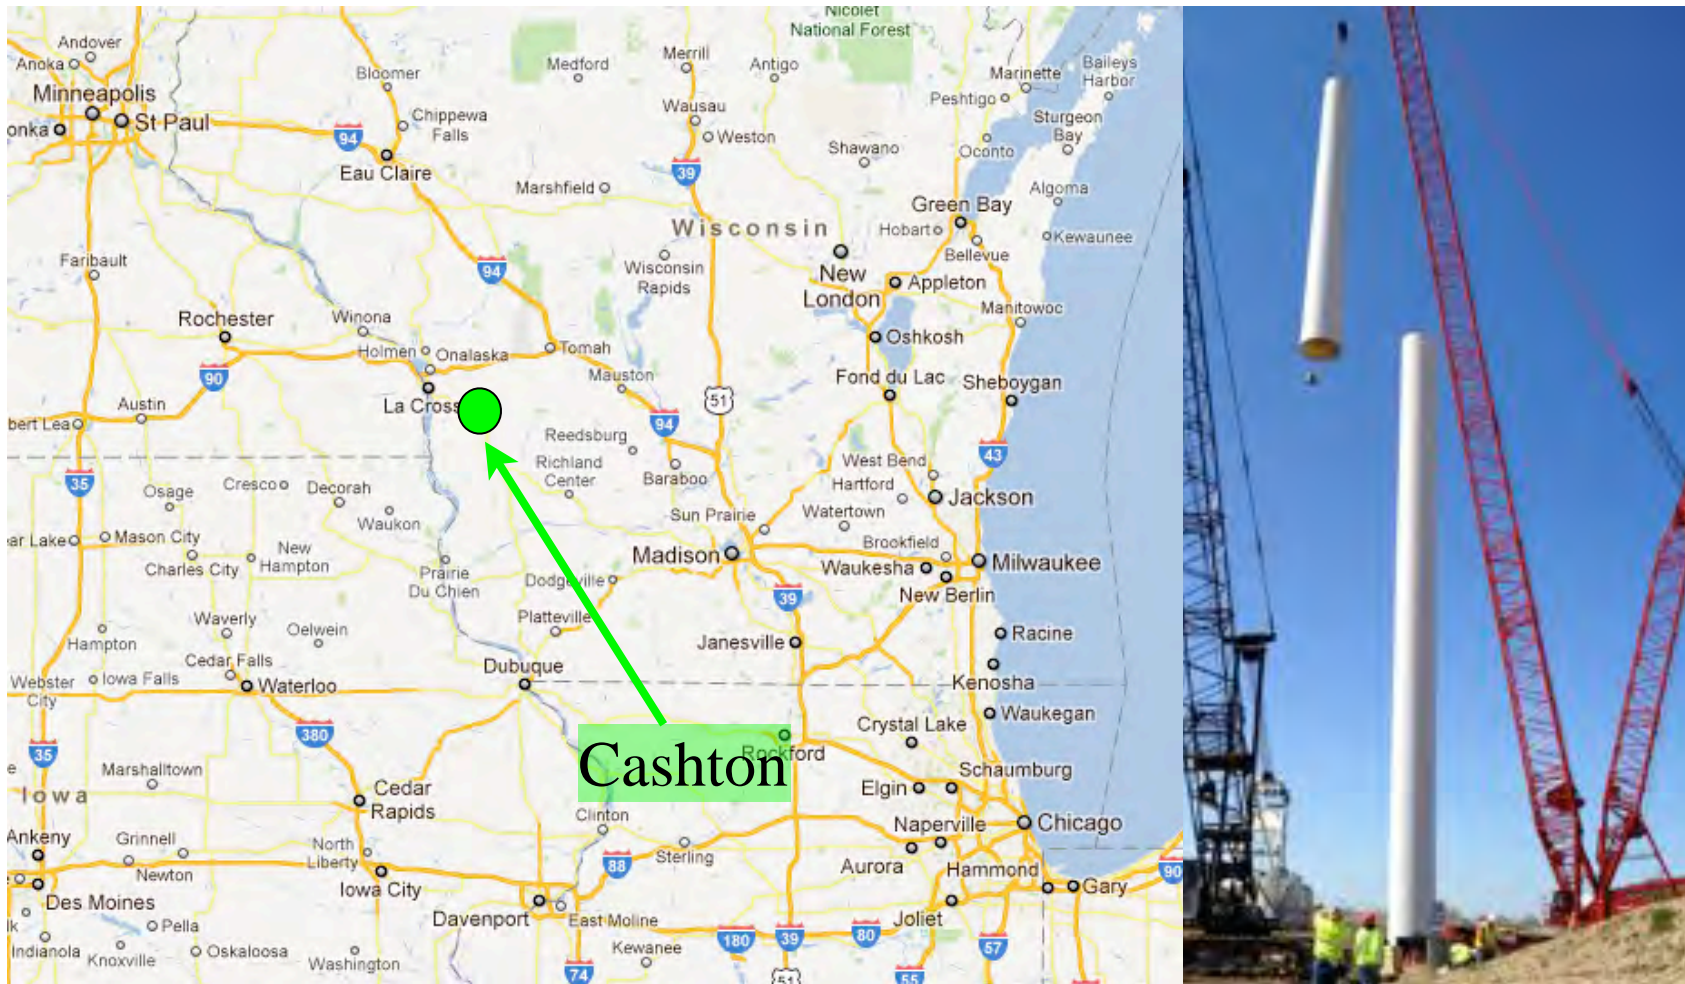 Nicolet
National Forest
Andover
Anoka
Bloomer
Medford
Merrill
Antigo
Marinette
Baileys
Harbor
Minneapolis
St Paul
onka
94
Chippewa
Falls
Wausau
Weston
Peshtigo
Sturgeon
Bay
Eau Claire
Marshfield
39
Shawano
Oconto
Algoma
Green Bay
Wisconsin
Hobart
Kewaunee
Bellevue
Faribault
94
Wisconsin
Rapids
New
London
Appleton
Manitowoc
Rochester
Winona
Holmen
Onalaska
Tomah
Oshkosh
90
Mauston
Fond du Lac
Sheboygan
Austin
La Cross
51
bert Lea
94
Reedsburg
43
35
Richland
Center
Baraboo
West Bend
Hartford
Jackson
Osage
Cresco
Decorah
Waukon
Sun Prairie
Watertown
ar Lake
Mason City
New
Hampton
Charles City
Prairie
Du Chien
Madison
Brookfield
Waukesha
Milwaukee
New Berlin
Dodgeville
39
Waverly
Oelwein
Platteville
Janesville
Racine
Hampton
Cedar Falls
Dubuque
Webster
City
Iowa Falls
Waterloo
Kenosha
380
Crystal Lake
Waukegan
35
Cashton
Rockford
e
Marshalltown
Iowa
Cedar
Rapids
Schaumburg
Elgin
Clinton
Ankeny
Grinnell
North
Liberty
Naperville
Chicago
Newton
Sterling
88
Aurora
Hammond
90
Iowa City
Gary
Des Moines
Davenport
East Moline
Joliet
lk
Pella
Indianola
Knoxville
Oskaloosa
Washington
Kewanee
180
39
80
57
74
51
55